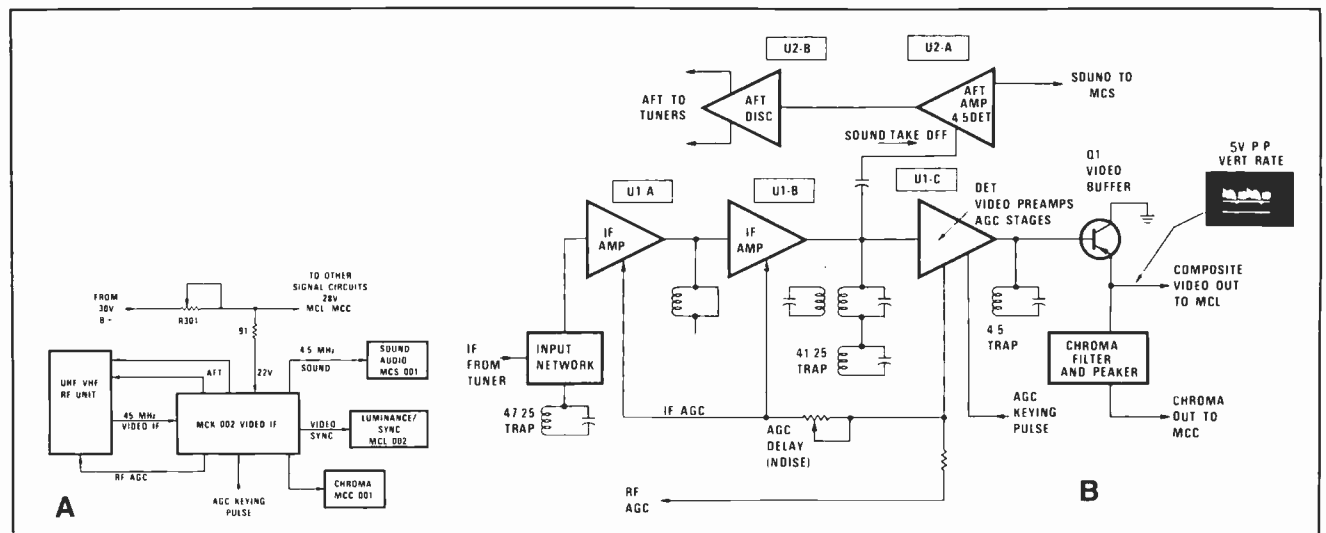 U2-B
U2-A
AFT TO
TUNERS
AFT
DISC
AFT
AMP
4.5DET
SOUND TO
MCS
SOUND TAKE OFF
5V P P
VERT RATE
Q1
VIDEO
BUFFER
U1 A
U1-B
U1-C
DET
VIDEO PREAMPS
AGC STAGES
IF
AMP
IF
AMP
COMPOSITE
VIDEO OUT
TO MCL
4 5
TRAP
IF
FROM
TUNER
INPUT
NETWORK
41 25
TRAP
CHROMA
FILTER
AND PEAKER
47 25
TRAP
IF AGC
AGC
DELAY
(NOISE)
AGC
KEYING
PULSE
CHROMA
OUT TO
MCC
RF
AGC
B
TO OTHER
SIGNAL CIRCUITS
28V
MCL MCC
FROM
30V
B -
R301
91
22V
4 5 MHz
SOUND
SOUND
AUDIO
MCS 001
UHF VHF
RF UNIT
AFT
45 MHz
VIDEO IF
MCK 002 VIDEO IF
VIDEO
SYNC
LUMINANCE/
SYNC
MCL 002
RF AGC
AGC KEYING
PULSE
CHROMA
MCC 001
A